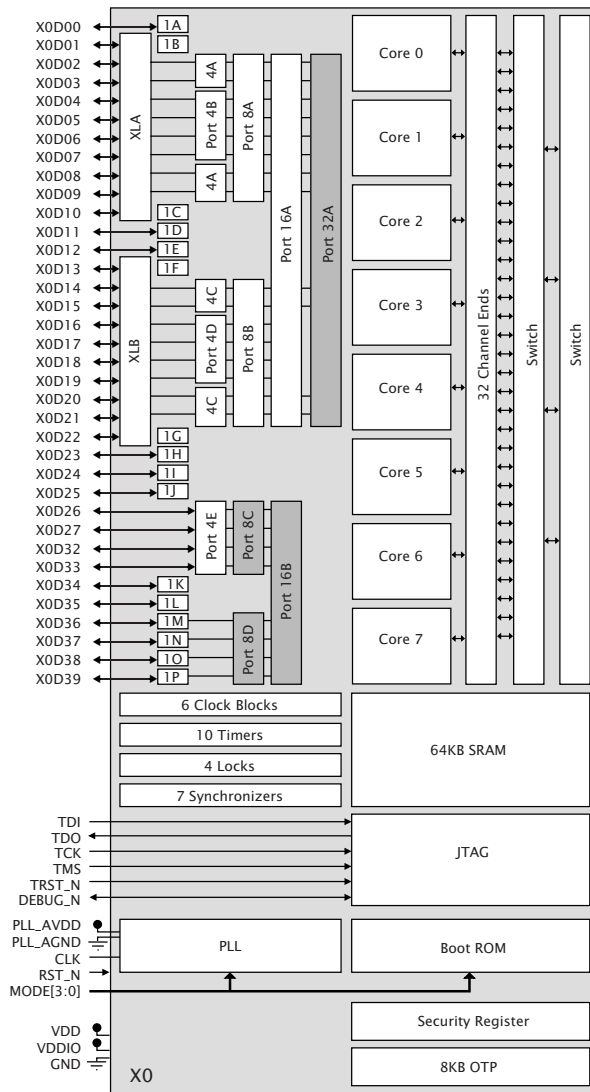 X0D00
X0D01
X0D02
X0D03
X0D04
X0D05
X0D06
X0D07
X0D08
X0D09
X0D10
X0D11
X0D12
X0D13
X0D14
X0D15
X0D16
X0D17
X0D18
X0D19
X0D20
X0D21
X0D22
X0D23
X0D24
X0D25
X0D26
X0D27
X0D32
X0D33
X0D34
X0D35
X0D36
X0D37
X0D38
X0D39
XLA
XLB
1A
1B
1C
1D
1E
1F
1G
1H
1I
1J
1K
1L
1M
1N
1O
1P
4A
Port 4B
4A
4C
Port 4D
4C
Port 4E
Port 8A
Port 8B
Port 8C
Port 8D
Port 16A
Port 16B
Port 32A
Core 0
Core 1
Core 2
Core 3
Core 4
Core 5
Core 6
Core 7
32 Channel Ends
Switch
Switch
6 Clock Blocks
10 Timers
4 Locks
7 Synchronizers
64KB SRAM
TDI
TDO
TCK
TMS
TRST_N
DEBUG_N
JTAG
PLL_AVDD
PLL_AGND
CLK
RST_N
MODE[3:0]
PLL
Boot ROM
VDD
VDDIO
GND
Security Register
8KB OTP
X0